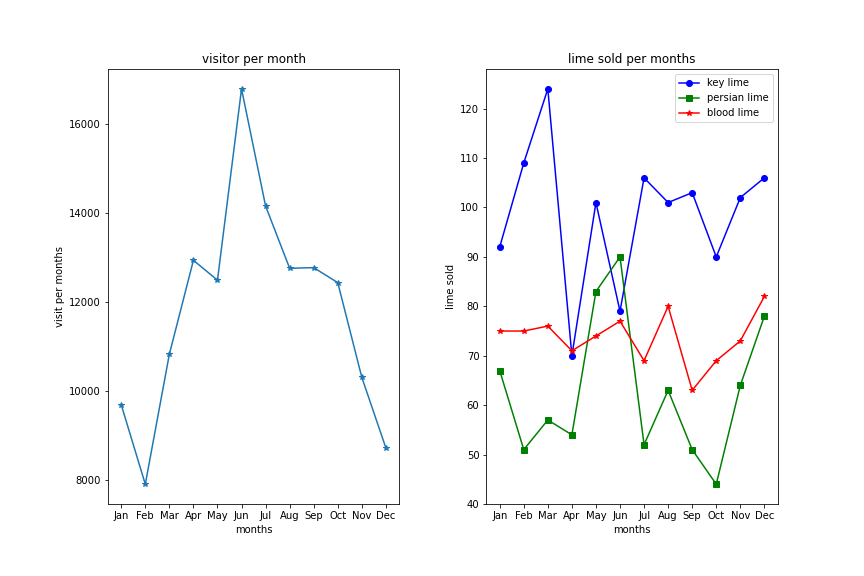 visitor per month
visit per months
16000
14000
12000
10000
8000
Jan Feb Mar Apr May Jun Jul Aug Sep Oct Nov Dec
months
lime sold per months
key lime
persian lime
blood lime
lime sold
120
110
100
90
80
70
60
50
40
Jan Feb Mar Apr May Jun Jul Aug Sep Oct Nov Dec
months